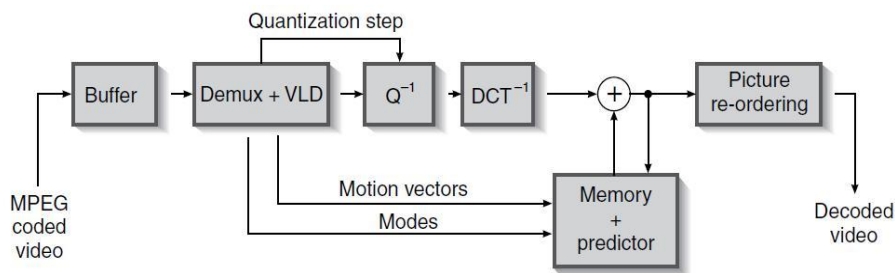 Quantization step
Buffer
Demux + VLD
Q⁻¹
DCT⁻¹
+
Picture
re-ordering
Motion vectors
Modes
Memory
+
predictor
MPEG
coded
video
Decoded
video